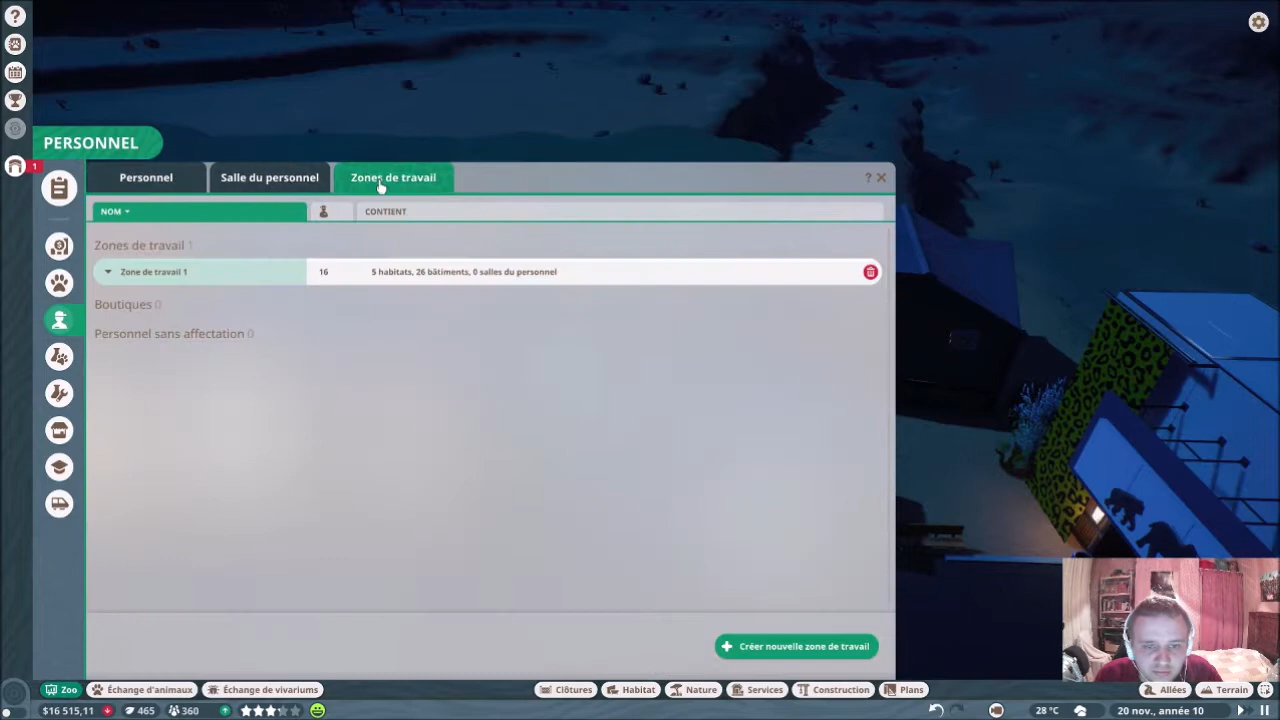 PERSONNEL
1
Personnel
Salle du personnel
Zones de travail
?
NOM
CONTIENT
Zones de travail 1
Zone de travail 1
16
5 habitats, 26 bâtiments, 0 salles du personnel
Boutiques 0
Personnel sans affectation 0
Créer nouvelle zone de travail
Zoo
Échange d'animaux
Échange de vivariums
Clôtures
Habitat
Nature
Services
Construction
Plans
Allées
Terrain
$16 515,11
465
360
28 °C
20 nov., année 10